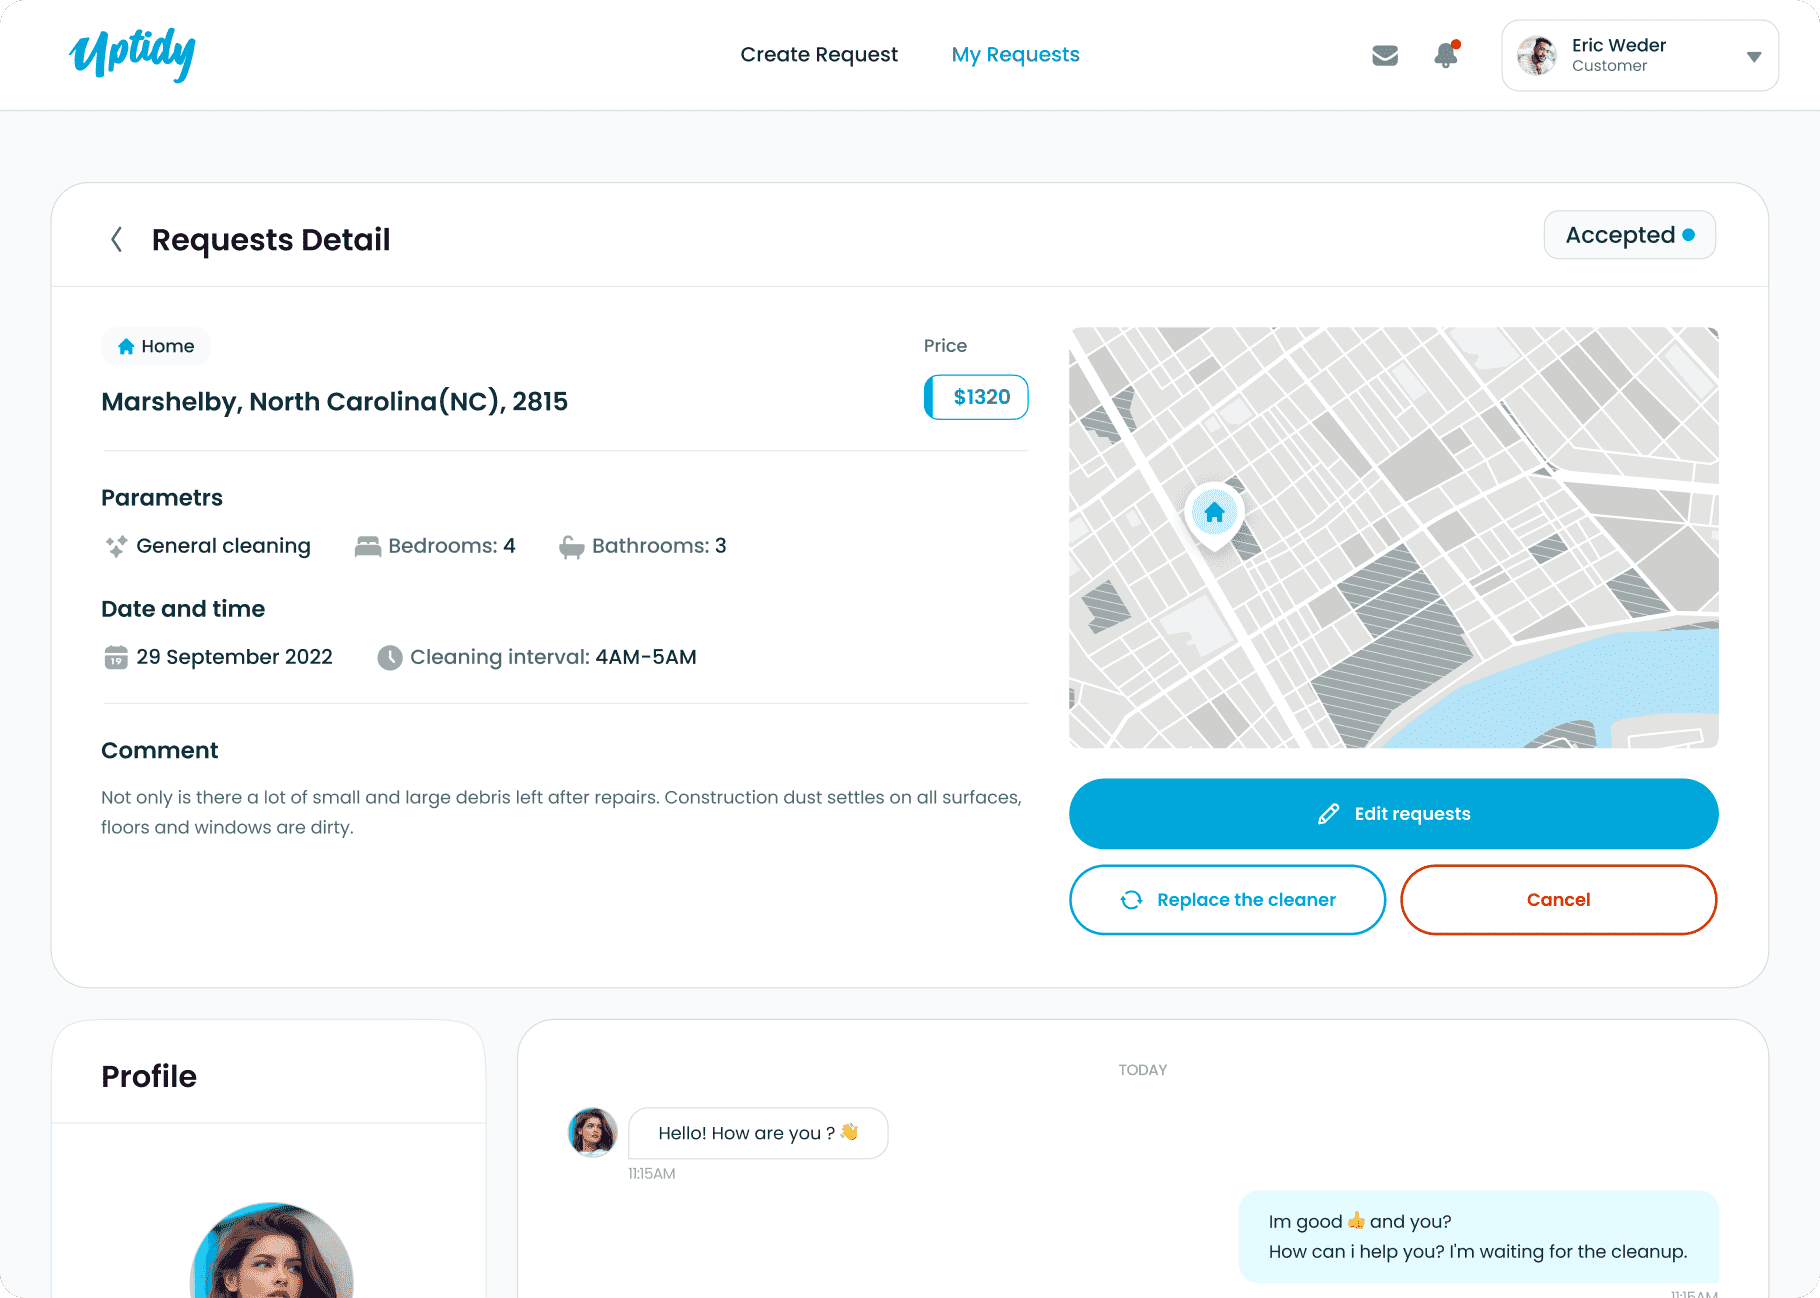 Uptidy
Create Request
My Requests
Eric Weder
Customer
Requests Detail
Accepted
Home
Marshelby, North Carolina(NC), 2815
Price
$1320
Parametrs
General cleaning
Bedrooms: 4
Bathrooms: 3
Date and time
19
29 September 2022
Cleaning interval: 4AM-5AM
Comment
Not only is there a lot of small and large debris left after repairs. Construction dust settles on all surfaces,
floors and windows are dirty.
Edit requests
Replace the cleaner
Cancel
Profile
TODAY
Hello! How are you ? 👋
11:15AM
Im good 👍 and you?
How can i help you? I'm waiting for the cleanup.
11:15AM